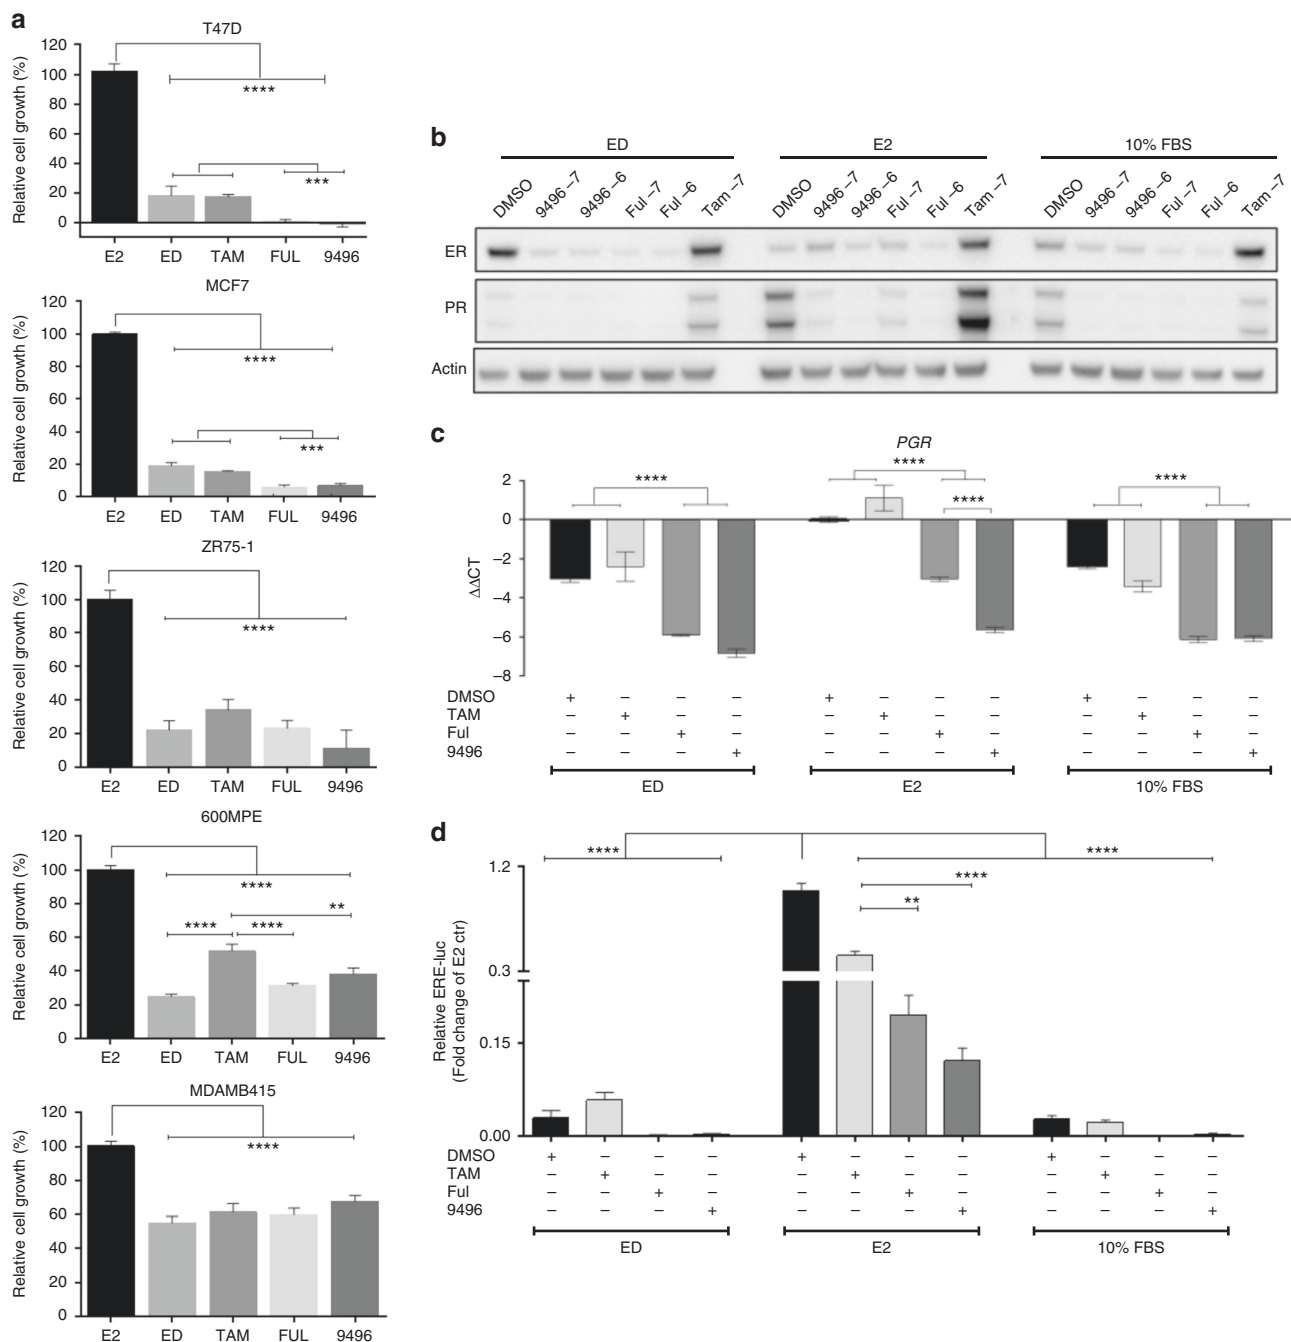 a
T47D
Relative cell growth (%)
120
100
80
60
40
20
0
****
***
E2 ED TAM FUL 9496
MCF7
Relative cell growth (%)
120
100
80
60
40
20
0
****
***
E2 ED TAM FUL 9496
ZR75-1
Relative cell growth (%)
120
100
80
60
40
20
0
****
E2 ED TAM FUL 9496
600MPE
Relative cell growth (%)
120
100
80
60
40
20
0
****
**
**** ****
E2 ED TAM FUL 9496
MDAMB415
Relative cell growth (%)
120
100
80
60
40
20
0
****
E2 ED TAM FUL 9496
b
ED E2 10% FBS
DMSO 9496 –7 9496 –6 Ful –7 Ful –6 Tam –7 DMSO 9496 –7 9496 –6 Ful –7 Ful –6 Tam –7 DMSO 9496 –7 9496 –6 Ful –7 Ful –6 Tam –7
ER
PR
Actin
c
PGR
ΔΔCT
2
0
–2
–4
–6
–8
**** **** ****
****
DMSO + – – – + – – – + – – –
TAM – + – – – + – – – + – –
Ful – – + – – – + – – – + –
9496 – – – + – – – + – – – +
ED E2 10% FBS
d
Relative ERE-luc
(Fold change of E2 ctr)
1.2
0.3
0.15
0.00
**** ****
****
**
DMSO + – – – + – – – + – – –
TAM – + – – – + – – – + – –
Ful – – + – – – + – – – + –
9496 – – – + – – – + – – – +
ED E2 10% FBS